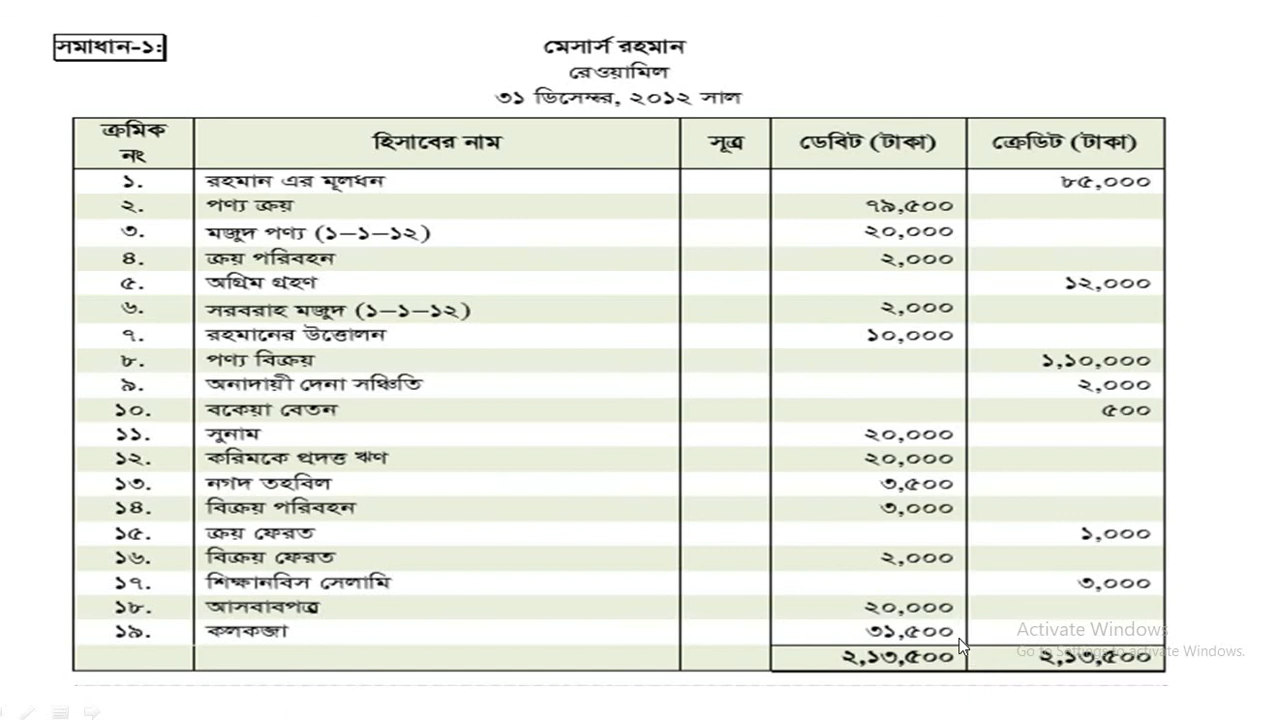 সমাধান-১:
মেসার্স রহমান
রেওয়ামিল
৩১ ডিসেম্বর, ২০১২ সাল
ক্রমিক নং হিসাবের নাম সূত্র ডেবিট (টাকা) ক্রেডিট (টাকা)
১. রহমান এর মূলধন ৮৫,০০০
২. পণ্য ক্রয় ৭৯,৫০০
৩. মজুদ পণ্য (১–১–১২) ২০,০০০
৪. ক্রয় পরিবহন ২,০০০
৫. অগ্রিম গ্রহণ ১২,০০০
৬. সরবরাহ মজুদ (১–১–১২) ২,০০০
৭. রহমানের উত্তোলন ১০,০০০
৮. পণ্য বিক্রয় ১,১০,০০০
৯. অনাদায়ী দেনা সঞ্চিতি ২,০০০
১০. বকেয়া বেতন ৫০০
১১. সুনাম ২০,০০০
১২. করিমকে প্রদত্ত ঋণ ২০,০০০
১৩. নগদ তহবিল ৩,৫০০
১৪. বিক্রয় পরিবহন ৩,০০০
১৫. ক্রয় ফেরত ১,০০০
১৬. বিক্রয় ফেরত ২,০০০
১৭. শিক্ষানবিস সেলামি ৩,০০০
১৮. আসবাবপত্র ২০,০০০
১৯. কলকজা ৩১,৫০০
২,১৩,৫০০ ২,১৩,৫০০
Activate Windows
Go to Settings to activate Windows.